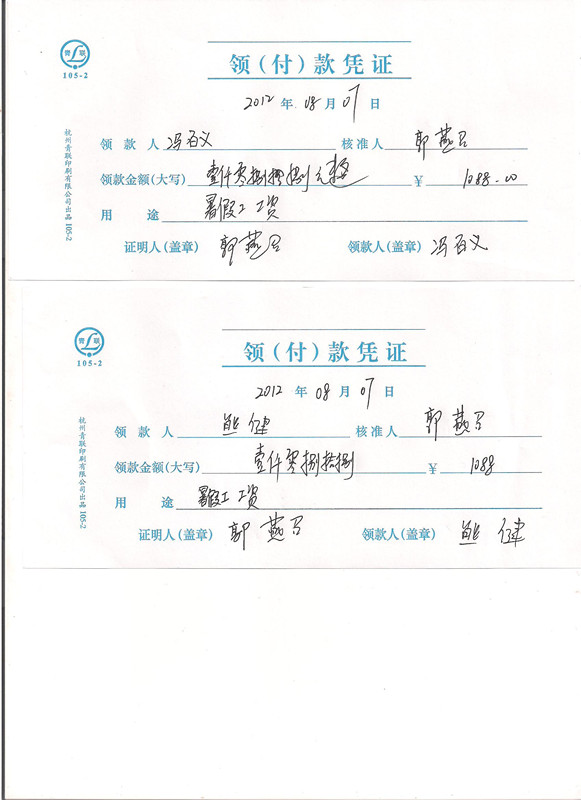 青联
105-2
领(付)款凭证
2012 年 08 月 07 日
领款人 冯石义 核准人 郭燕
领款金额(大写) 壹仟零捌拾捌元整 ¥ 1088.00
用途 暑假工工资
证明人(盖章) 郭燕 领款人(盖章) 冯石义
杭州青联印刷有限公司出品 105-2
青联
105-2
领(付)款凭证
2012 年 08 月 07 日
领款人 熊健 核准人 郭燕
领款金额(大写) 壹仟零捌拾捌 ¥ 1088
用途 暑假工工资
证明人(盖章) 郭燕 领款人(盖章) 熊健
杭州青联印刷有限公司出品 105-2